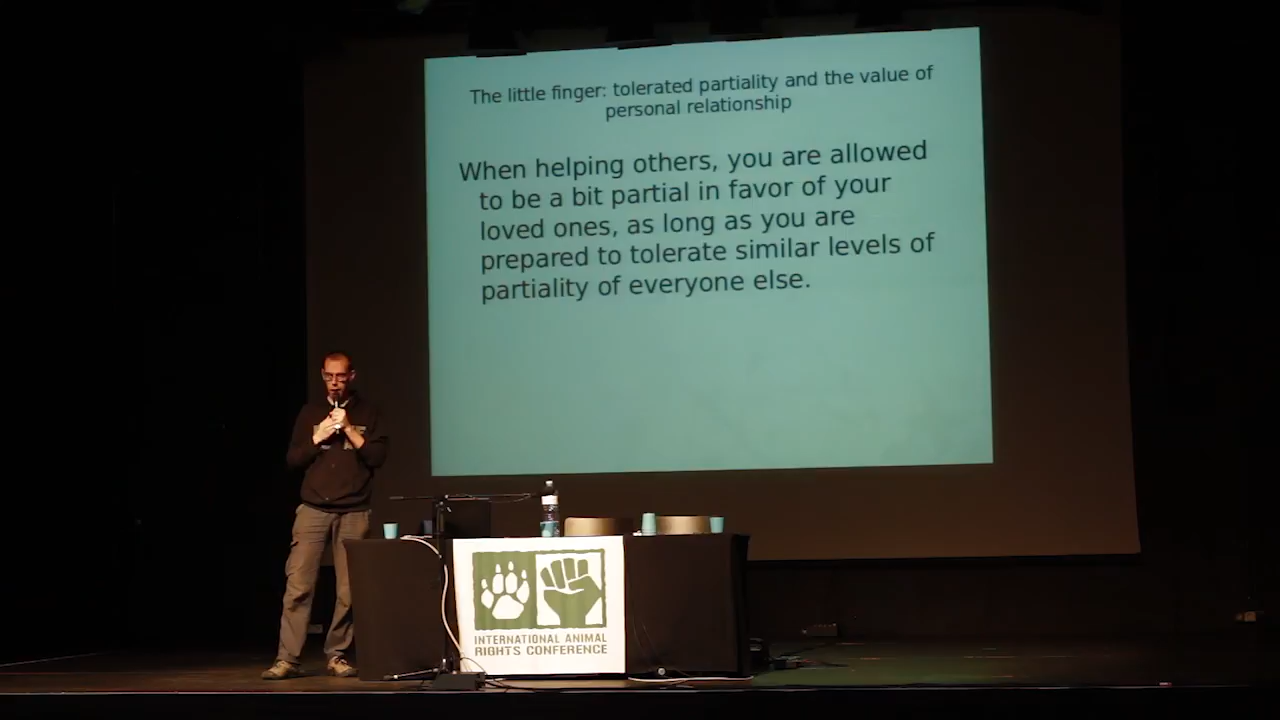 The little finger: tolerated partiality and the value of
personal relationship
When helping others, you are allowed
to be a bit partial in favor of your
loved ones, as long as you are
prepared to tolerate similar levels of
partiality of everyone else.
INTERNATIONAL ANIMAL
RIGHTS CONFERENCE